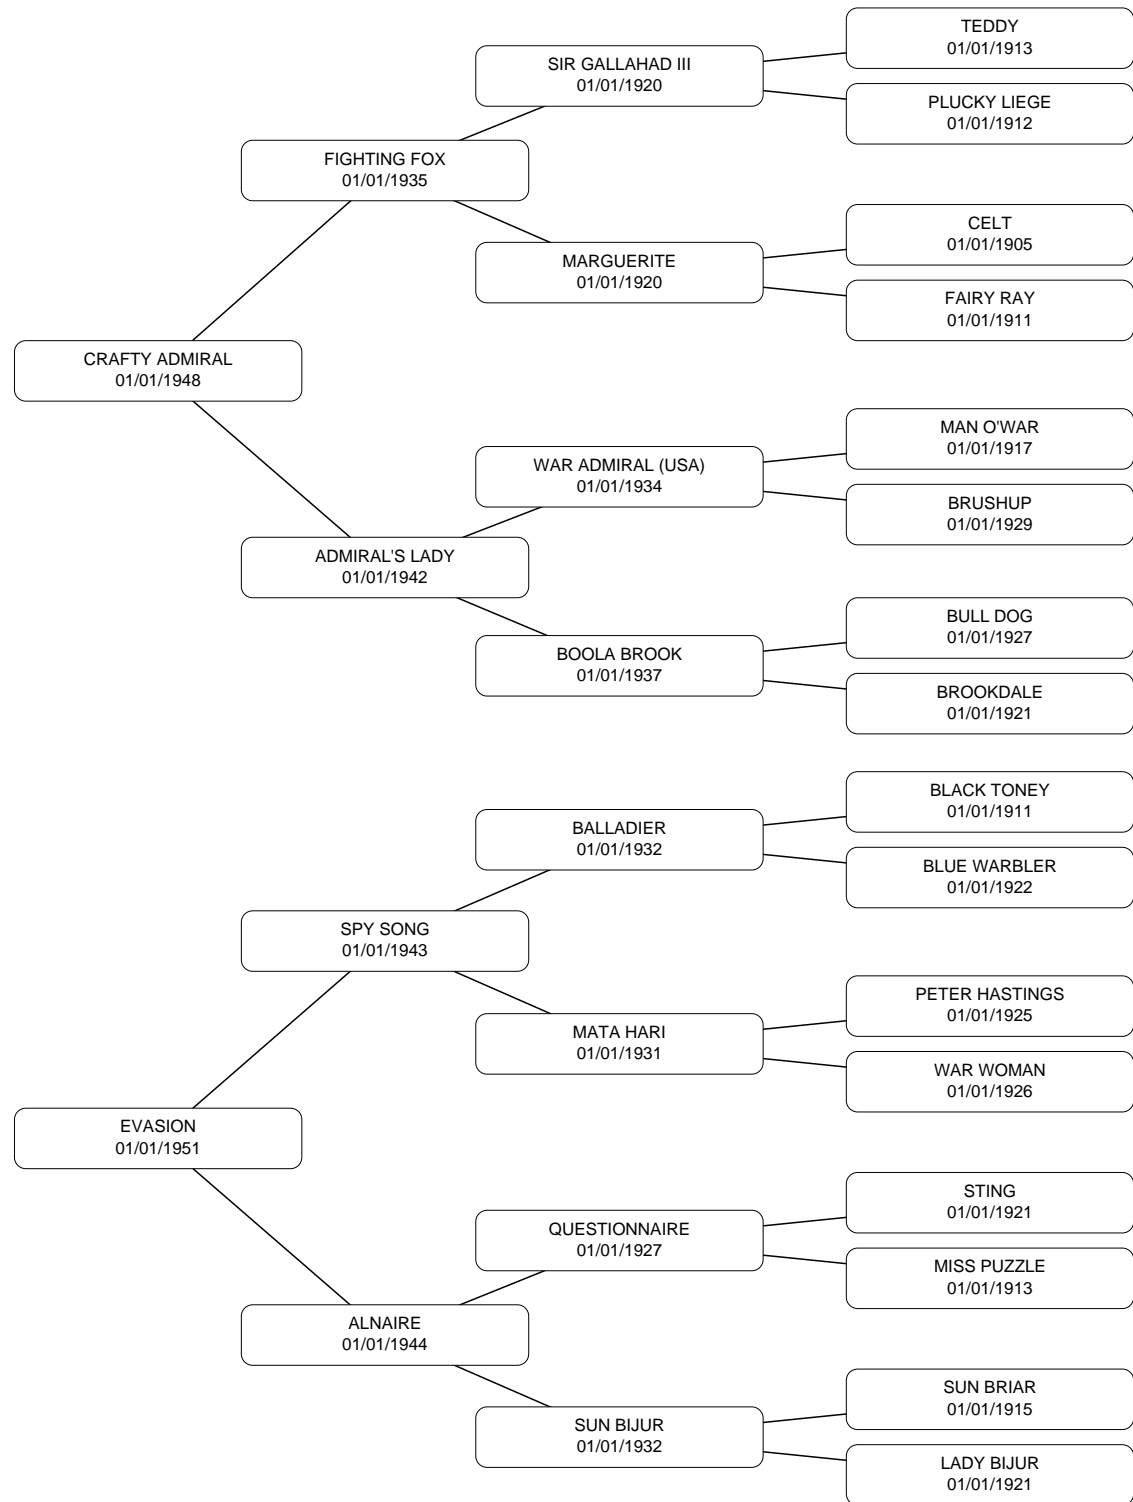 TEDDY
01/01/1913
SIR GALLAHAD III
01/01/1920
PLUCKY LIEGE
01/01/1912
FIGHTING FOX
01/01/1935
CELT
01/01/1905
MARGUERITE
01/01/1920
FAIRY RAY
01/01/1911
CRAFTY ADMIRAL
01/01/1948
MAN O'WAR
01/01/1917
WAR ADMIRAL (USA)
01/01/1934
BRUSHUP
01/01/1929
ADMIRAL'S LADY
01/01/1942
BULL DOG
01/01/1927
BOOLA BROOK
01/01/1937
BROOKDALE
01/01/1921
BLACK TONEY
01/01/1911
BALLADIER
01/01/1932
BLUE WARBLER
01/01/1922
SPY SONG
01/01/1943
PETER HASTINGS
01/01/1925
MATA HARI
01/01/1931
WAR WOMAN
01/01/1926
EVASION
01/01/1951
STING
01/01/1921
QUESTIONNAIRE
01/01/1927
MISS PUZZLE
01/01/1913
ALNAIRE
01/01/1944
SUN BRIAR
01/01/1915
SUN BIJUR
01/01/1932
LADY BIJUR
01/01/1921